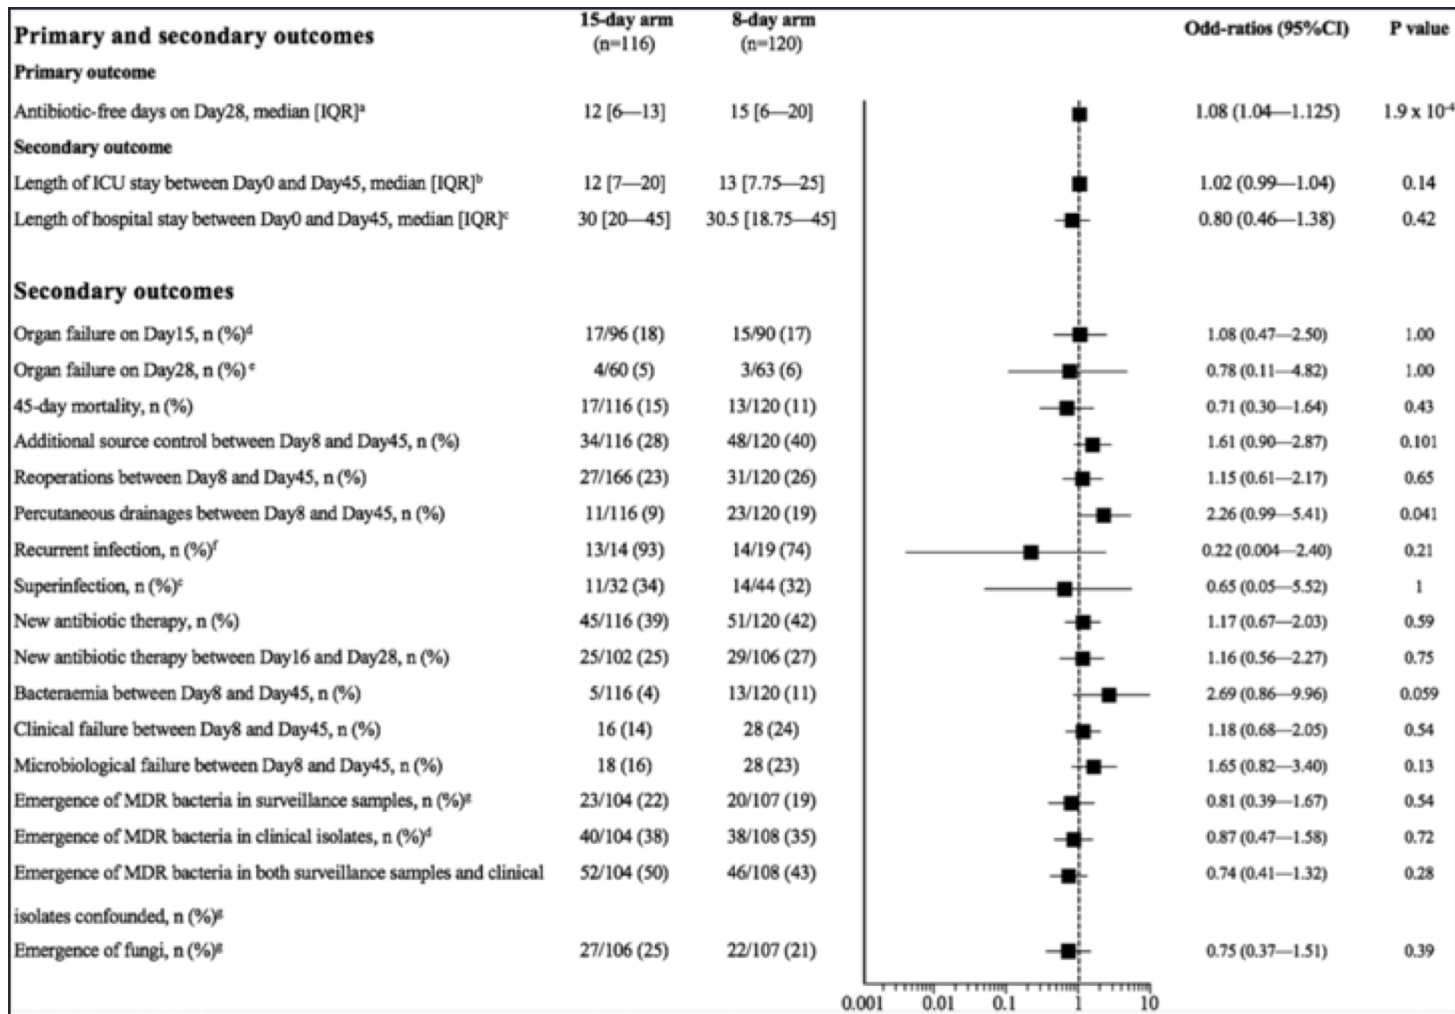 Primary and secondary outcomes 15-day arm (n=116) 8-day arm (n=120) Odd-ratios (95%CI) P value
Primary outcome
Antibiotic-free days on Day28, median [IQR]ᵃ 12 [6—13] 15 [6—20] 1.08 (1.04—1.125) 1.9 x 10⁻⁴
Secondary outcome
Length of ICU stay between Day0 and Day45, median [IQR]ᵇ 12 [7—20] 13 [7.75—25] 1.02 (0.99—1.04) 0.14
Length of hospital stay between Day0 and Day45, median [IQR]ᶜ 30 [20—45] 30.5 [18.75—45] 0.80 (0.46—1.38) 0.42
Secondary outcomes
Organ failure on Day15, n (%)ᵈ 17/96 (18) 15/90 (17) 1.08 (0.47—2.50) 1.00
Organ failure on Day28, n (%) ᵉ 4/60 (5) 3/63 (6) 0.78 (0.11—4.82) 1.00
45-day mortality, n (%) 17/116 (15) 13/120 (11) 0.71 (0.30—1.64) 0.43
Additional source control between Day8 and Day45, n (%) 34/116 (28) 48/120 (40) 1.61 (0.90—2.87) 0.101
Reoperations between Day8 and Day45, n (%) 27/166 (23) 31/120 (26) 1.15 (0.61—2.17) 0.65
Percutaneous drainages between Day8 and Day45, n (%) 11/116 (9) 23/120 (19) 2.26 (0.99—5.41) 0.041
Recurrent infection, n (%)ᶠ 13/14 (93) 14/19 (74) 0.22 (0.004—2.40) 0.21
Superinfection, n (%)ᶜ 11/32 (34) 14/44 (32) 0.65 (0.05—5.52) 1
New antibiotic therapy, n (%) 45/116 (39) 51/120 (42) 1.17 (0.67—2.03) 0.59
New antibiotic therapy between Day16 and Day28, n (%) 25/102 (25) 29/106 (27) 1.16 (0.56—2.27) 0.75
Bacteraemia between Day8 and Day45, n (%) 5/116 (4) 13/120 (11) 2.69 (0.86—9.96) 0.059
Clinical failure between Day8 and Day45, n (%) 16 (14) 28 (24) 1.18 (0.68—2.05) 0.54
Microbiological failure between Day8 and Day45, n (%) 18 (16) 28 (23) 1.65 (0.82—3.40) 0.13
Emergence of MDR bacteria in surveillance samples, n (%)ᵍ 23/104 (22) 20/107 (19) 0.81 (0.39—1.67) 0.54
Emergence of MDR bacteria in clinical isolates, n (%)ᵈ 40/104 (38) 38/108 (35) 0.87 (0.47—1.58) 0.72
Emergence of MDR bacteria in both surveillance samples and clinical 52/104 (50) 46/108 (43) 0.74 (0.41—1.32) 0.28
isolates confounded, n (%)ᵍ
Emergence of fungi, n (%)ᵍ 27/106 (25) 22/107 (21) 0.75 (0.37—1.51) 0.39
0.001 0.01 0.1 1 10